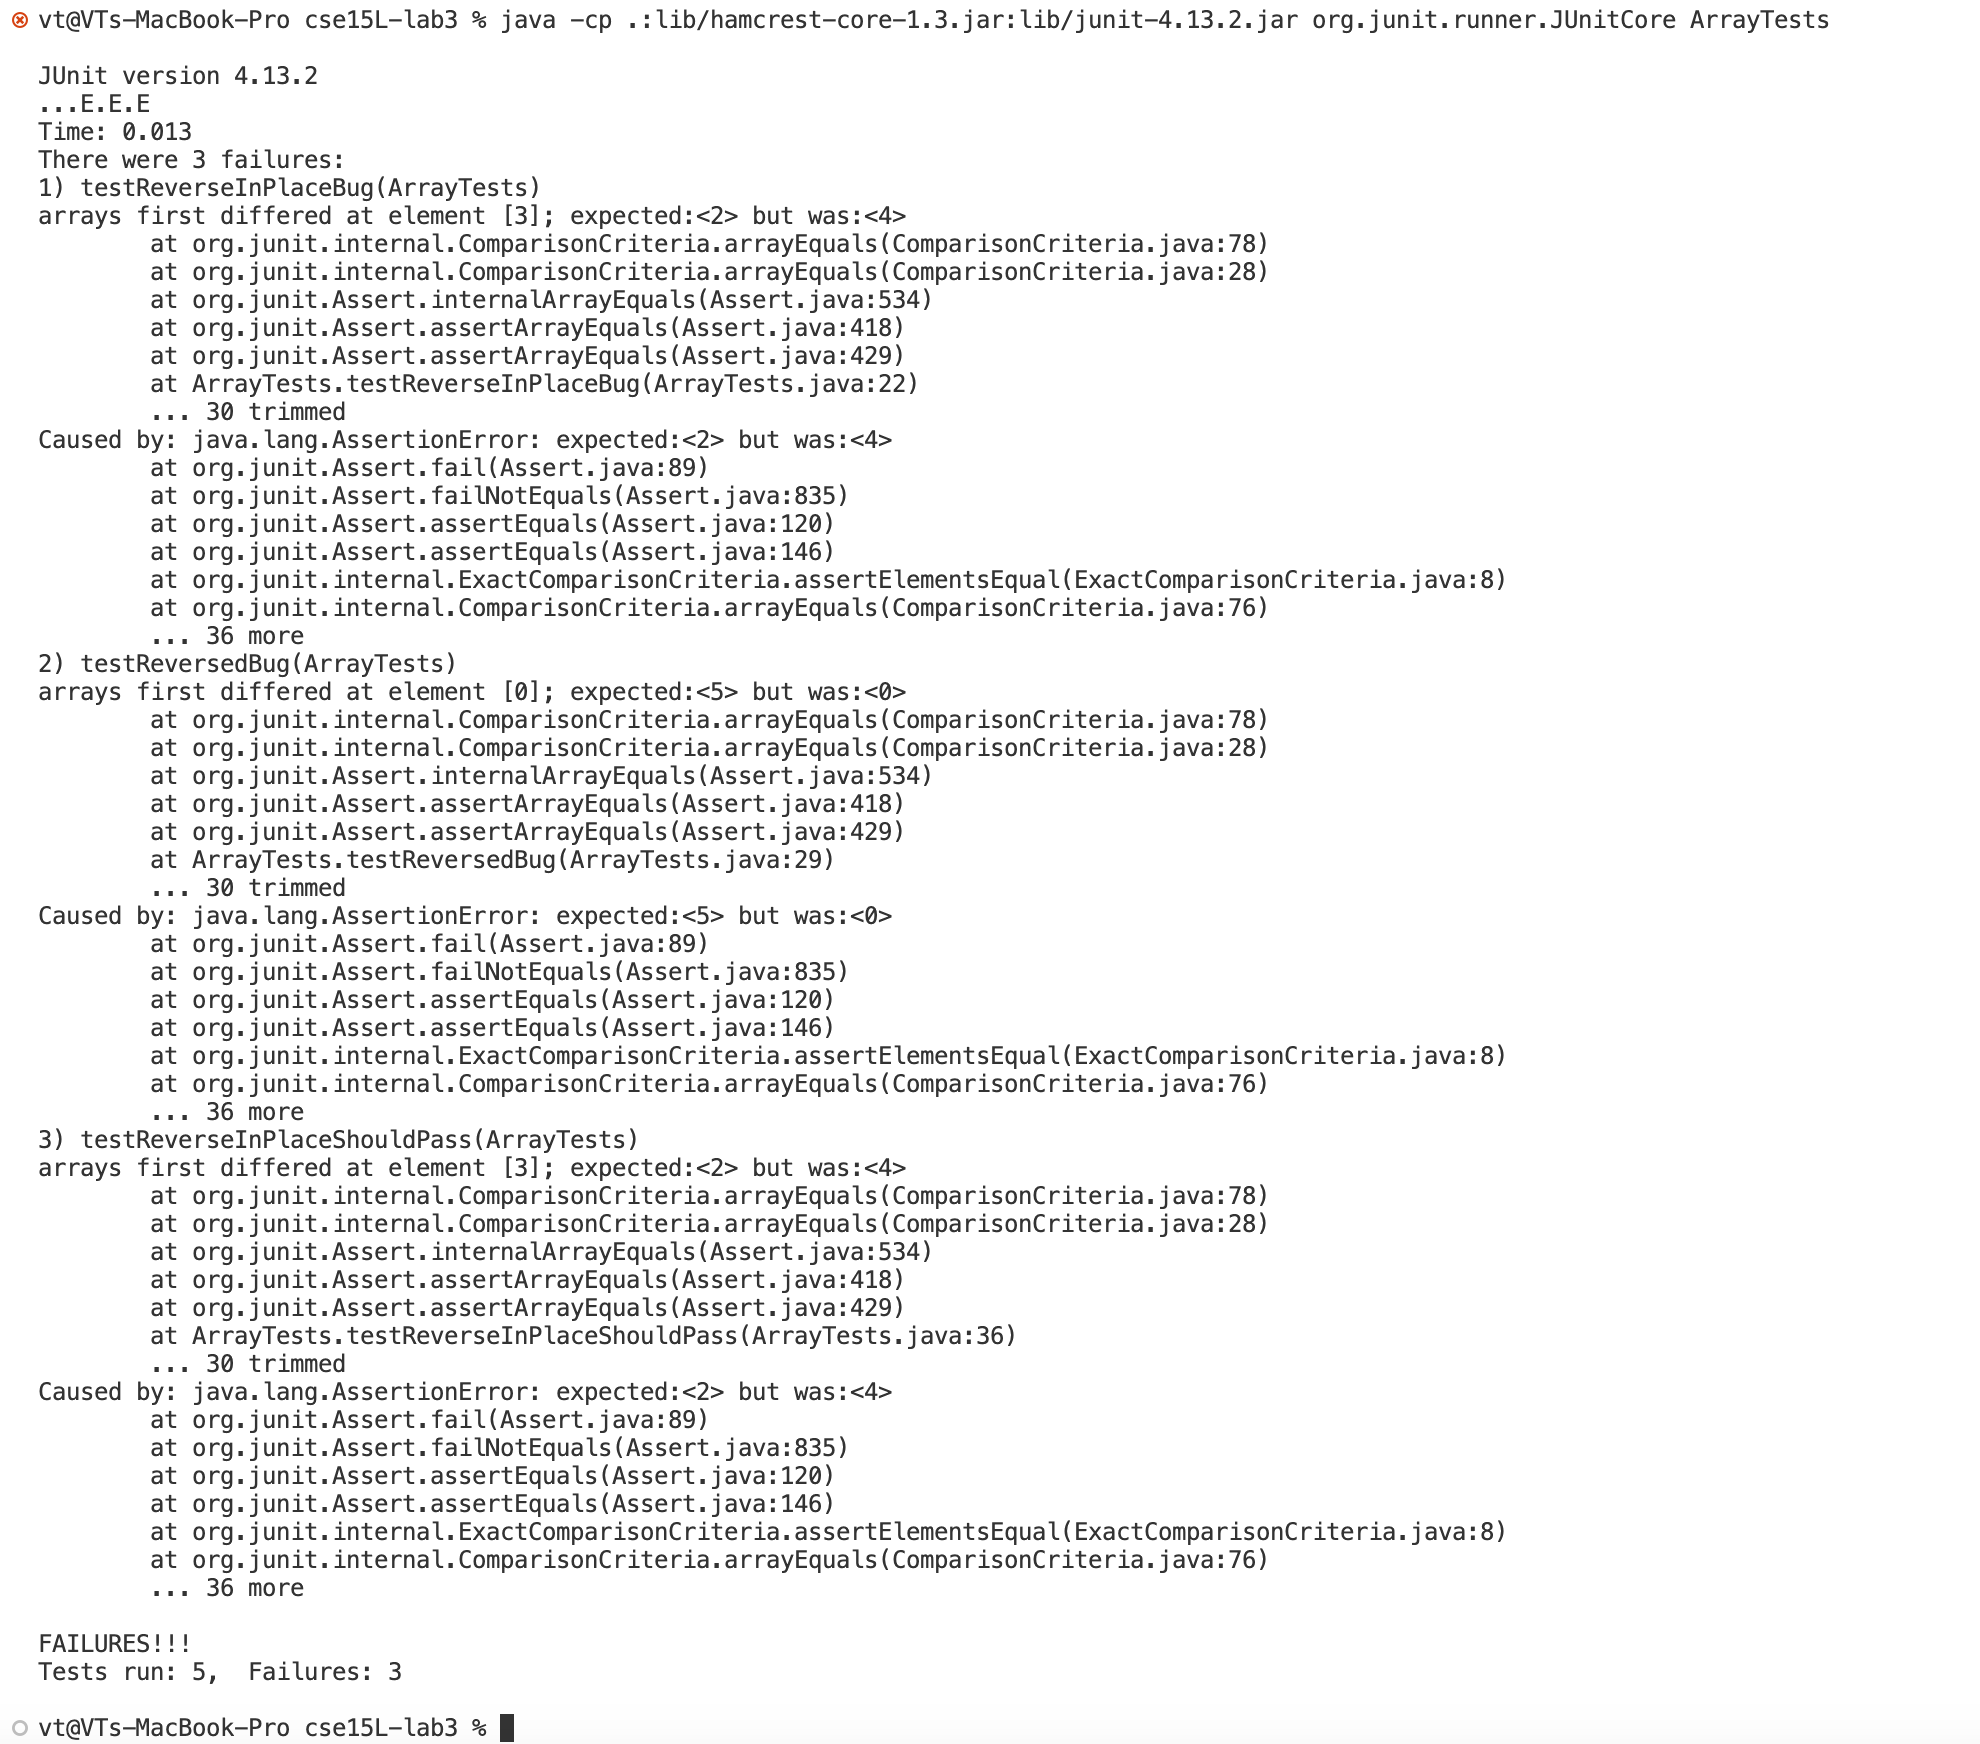 vt@VTs-MacBook-Pro cse15L-lab3 % java -cp .:lib/hamcrest-core-1.3.jar:lib/junit-4.13.2.jar org.junit.runner.JUnitCore ArrayTests
JUnit version 4.13.2
...E.E.E
Time: 0.013
There were 3 failures:
1) testReverseInPlaceBug(ArrayTests)
arrays first differed at element [3]; expected:<2> but was:<4>
at org.junit.internal.ComparisonCriteria.arrayEquals(ComparisonCriteria.java:78)
at org.junit.internal.ComparisonCriteria.arrayEquals(ComparisonCriteria.java:28)
at org.junit.Assert.internalArrayEquals(Assert.java:534)
at org.junit.Assert.assertArrayEquals(Assert.java:418)
at org.junit.Assert.assertArrayEquals(Assert.java:429)
at ArrayTests.testReverseInPlaceBug(ArrayTests.java:22)
... 30 trimmed
Caused by: java.lang.AssertionError: expected:<2> but was:<4>
at org.junit.Assert.fail(Assert.java:89)
at org.junit.Assert.failNotEquals(Assert.java:835)
at org.junit.Assert.assertEquals(Assert.java:120)
at org.junit.Assert.assertEquals(Assert.java:146)
at org.junit.internal.ExactComparisonCriteria.assertElementsEqual(ExactComparisonCriteria.java:8)
at org.junit.internal.ComparisonCriteria.arrayEquals(ComparisonCriteria.java:76)
... 36 more
2) testReversedBug(ArrayTests)
arrays first differed at element [0]; expected:<5> but was:<0>
at org.junit.internal.ComparisonCriteria.arrayEquals(ComparisonCriteria.java:78)
at org.junit.internal.ComparisonCriteria.arrayEquals(ComparisonCriteria.java:28)
at org.junit.Assert.internalArrayEquals(Assert.java:534)
at org.junit.Assert.assertArrayEquals(Assert.java:418)
at org.junit.Assert.assertArrayEquals(Assert.java:429)
at ArrayTests.testReversedBug(ArrayTests.java:29)
... 30 trimmed
Caused by: java.lang.AssertionError: expected:<5> but was:<0>
at org.junit.Assert.fail(Assert.java:89)
at org.junit.Assert.failNotEquals(Assert.java:835)
at org.junit.Assert.assertEquals(Assert.java:120)
at org.junit.Assert.assertEquals(Assert.java:146)
at org.junit.internal.ExactComparisonCriteria.assertElementsEqual(ExactComparisonCriteria.java:8)
at org.junit.internal.ComparisonCriteria.arrayEquals(ComparisonCriteria.java:76)
... 36 more
3) testReverseInPlaceShouldPass(ArrayTests)
arrays first differed at element [3]; expected:<2> but was:<4>
at org.junit.internal.ComparisonCriteria.arrayEquals(ComparisonCriteria.java:78)
at org.junit.internal.ComparisonCriteria.arrayEquals(ComparisonCriteria.java:28)
at org.junit.Assert.internalArrayEquals(Assert.java:534)
at org.junit.Assert.assertArrayEquals(Assert.java:418)
at org.junit.Assert.assertArrayEquals(Assert.java:429)
at ArrayTests.testReverseInPlaceShouldPass(ArrayTests.java:36)
... 30 trimmed
Caused by: java.lang.AssertionError: expected:<2> but was:<4>
at org.junit.Assert.fail(Assert.java:89)
at org.junit.Assert.failNotEquals(Assert.java:835)
at org.junit.Assert.assertEquals(Assert.java:120)
at org.junit.Assert.assertEquals(Assert.java:146)
at org.junit.internal.ExactComparisonCriteria.assertElementsEqual(ExactComparisonCriteria.java:8)
at org.junit.internal.ComparisonCriteria.arrayEquals(ComparisonCriteria.java:76)
... 36 more
FAILURES!!!
Tests run: 5,  Failures: 3
vt@VTs-MacBook-Pro cse15L-lab3 %